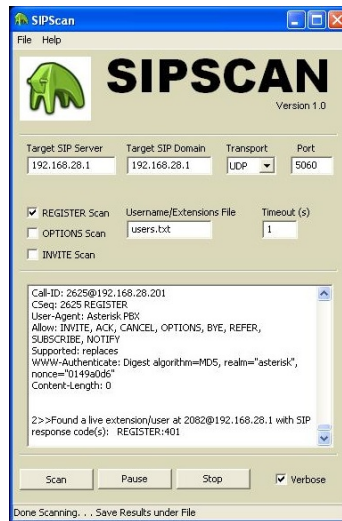 SIPScan
File Help
SIPSCAN
Version 1.0
Target SIP Server Target SIP Domain Transport Port
192.168.28.1 192.168.28.1 UDP 5060
REGISTER Scan Username/Extensions File Timeout (s)
OPTIONS Scan users.txt 1
INVITE Scan
Call-ID: 2625@192.168.28.201
CSeq: 2625 REGISTER
User-Agent: Asterisk PBX
Allow: INVITE, ACK, CANCEL, OPTIONS, BYE, REFER,
SUBSCRIBE, NOTIFY
Supported: replaces
WWW-Authenticate: Digest algorithm=MD5, realm="asterisk",
nonce="0149a0d6"
Content-Length: 0
2>>Found a live extension/user at 2082@192.168.28.1 with SIP
response code(s): REGISTER:401
Scan Pause Stop Verbose
Done Scanning. . . Save Results under File